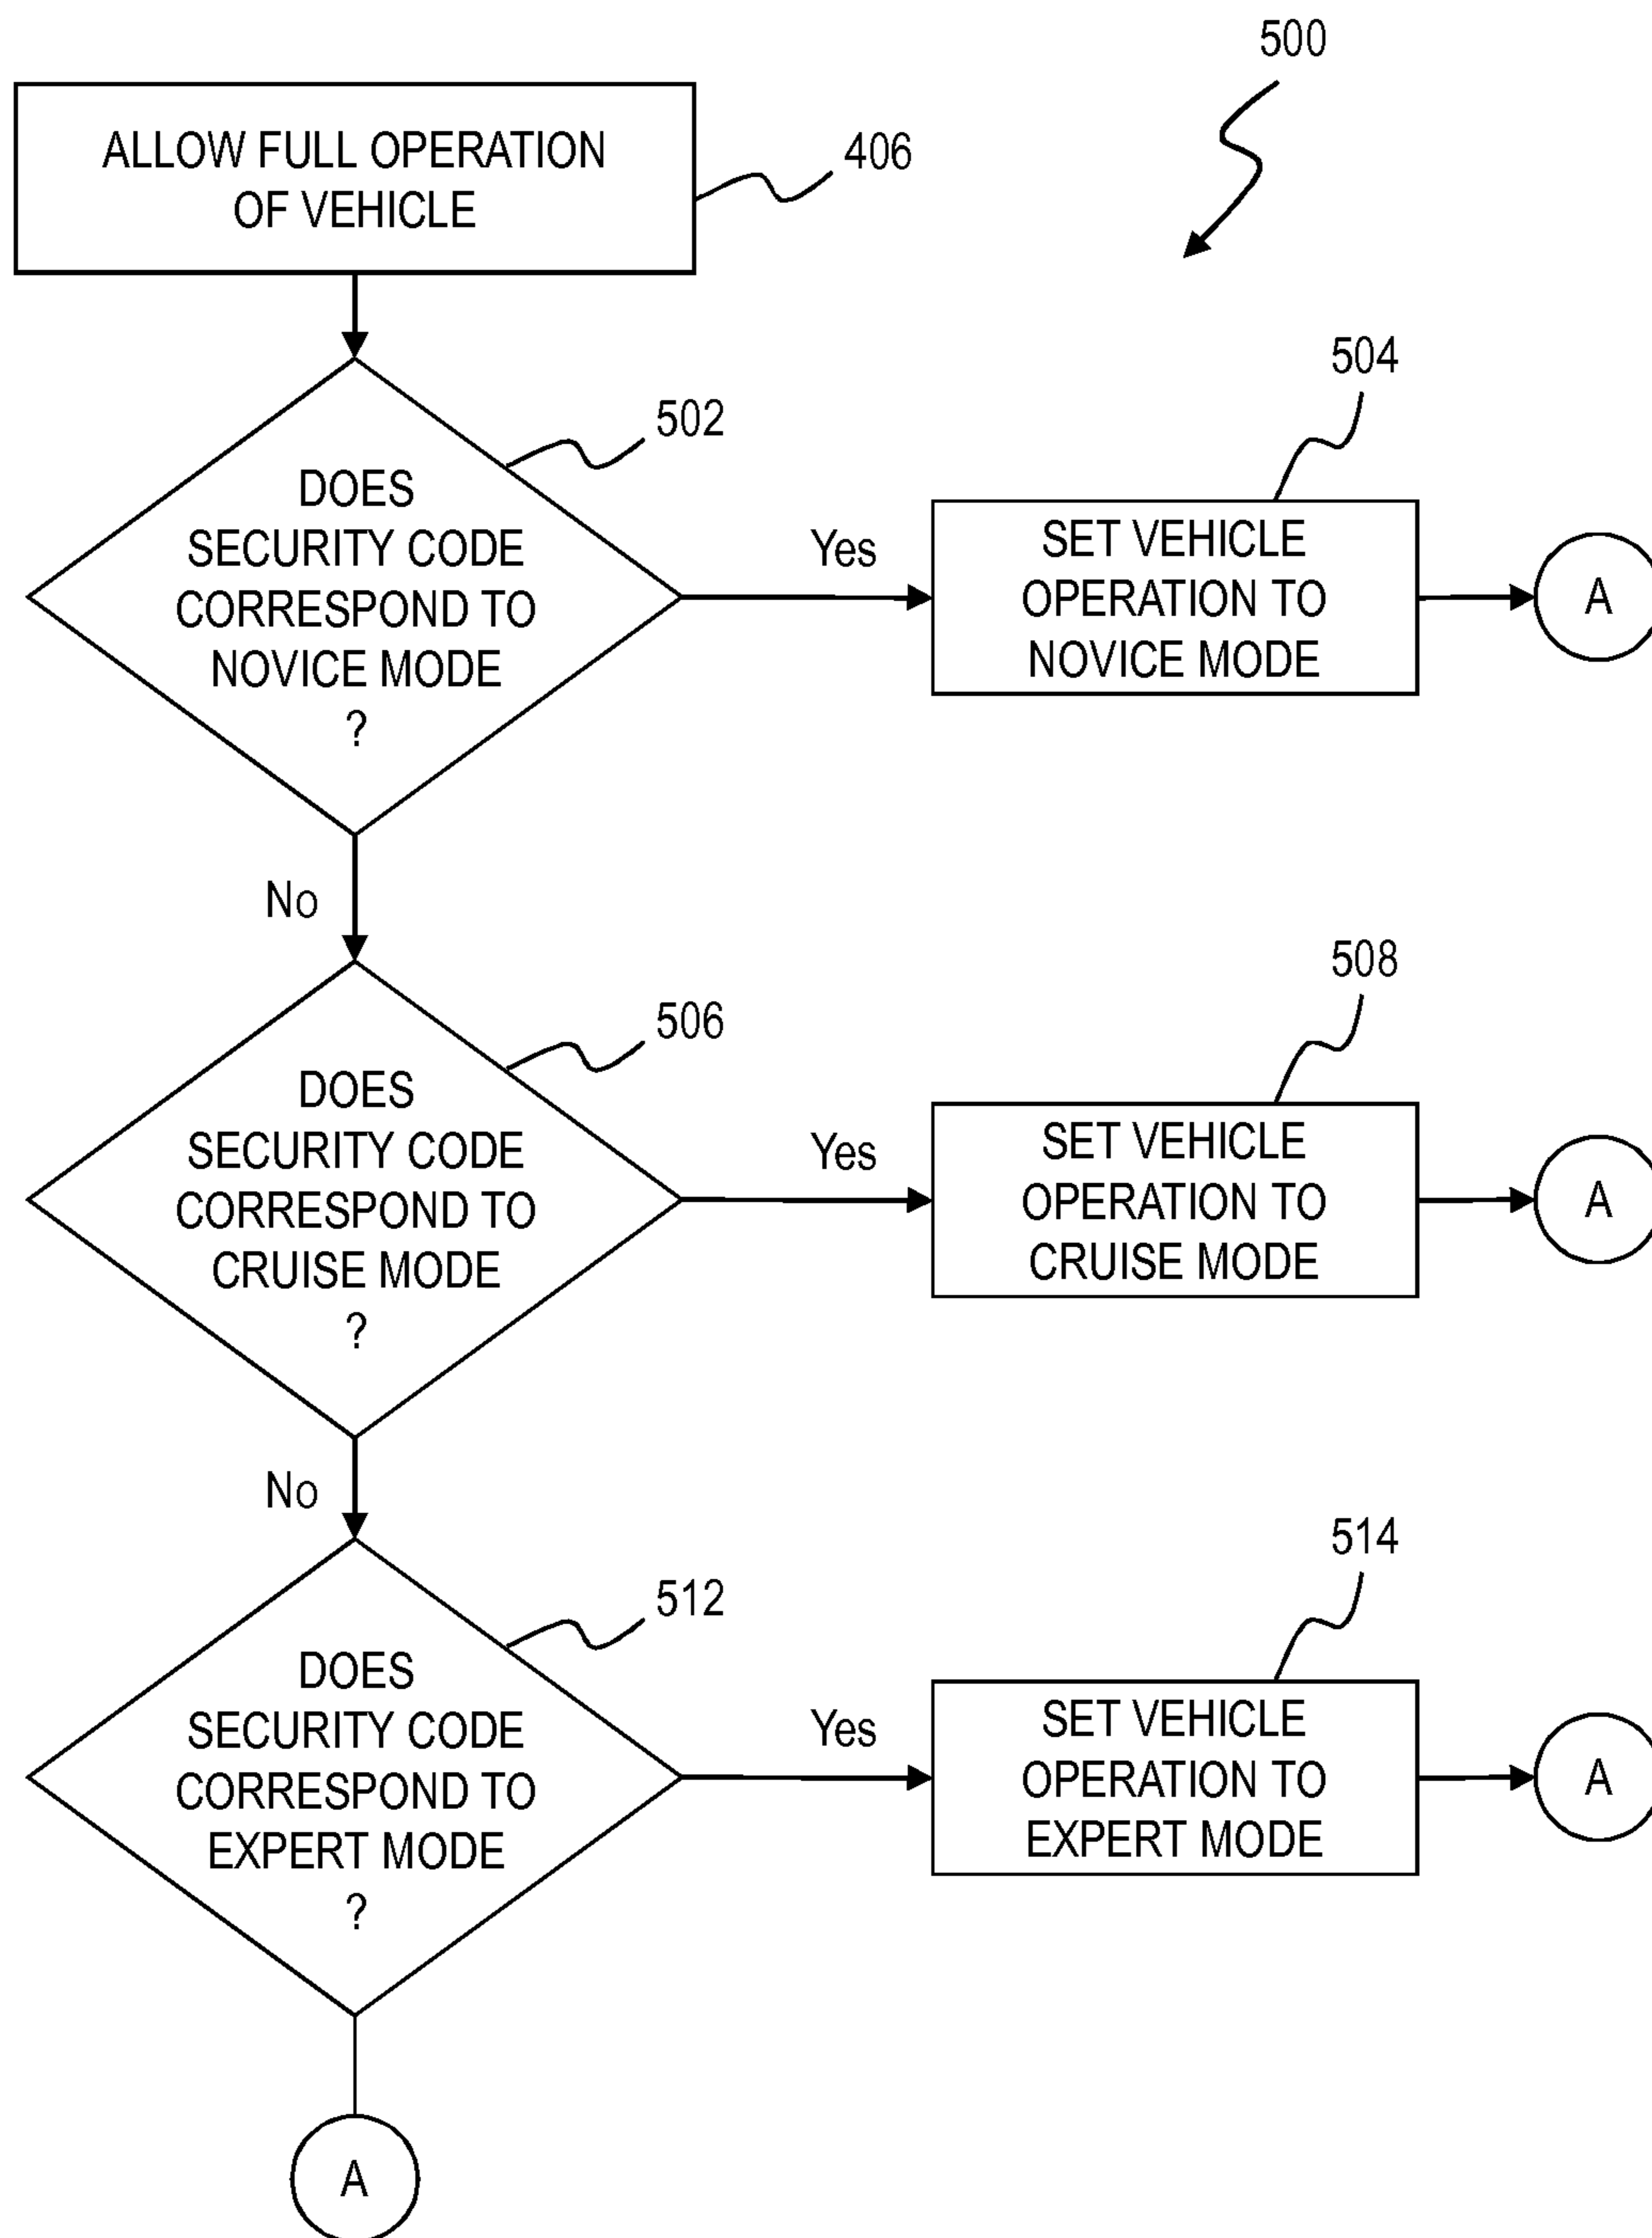 500
ALLOW FULL OPERATION
OF VEHICLE
406
502
DOES
SECURITY CODE
CORRESPOND TO
NOVICE MODE
?
Yes
504
SET VEHICLE
OPERATION TO
NOVICE MODE
A
No
506
DOES
SECURITY CODE
CORRESPOND TO
CRUISE MODE
?
Yes
508
SET VEHICLE
OPERATION TO
CRUISE MODE
A
No
512
DOES
SECURITY CODE
CORRESPOND TO
EXPERT MODE
?
Yes
514
SET VEHICLE
OPERATION TO
EXPERT MODE
A
A